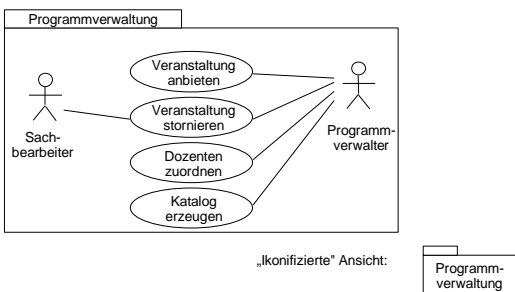 Programmverwaltung
Veranstaltung
anbieten
Veranstaltung
stornieren
Sach-
bearbeiter
Programm-
verwalter
Dozenten
zuordnen
Katalog
erzeugen
„Ikonifizierte" Ansicht:
Programm-
verwaltung